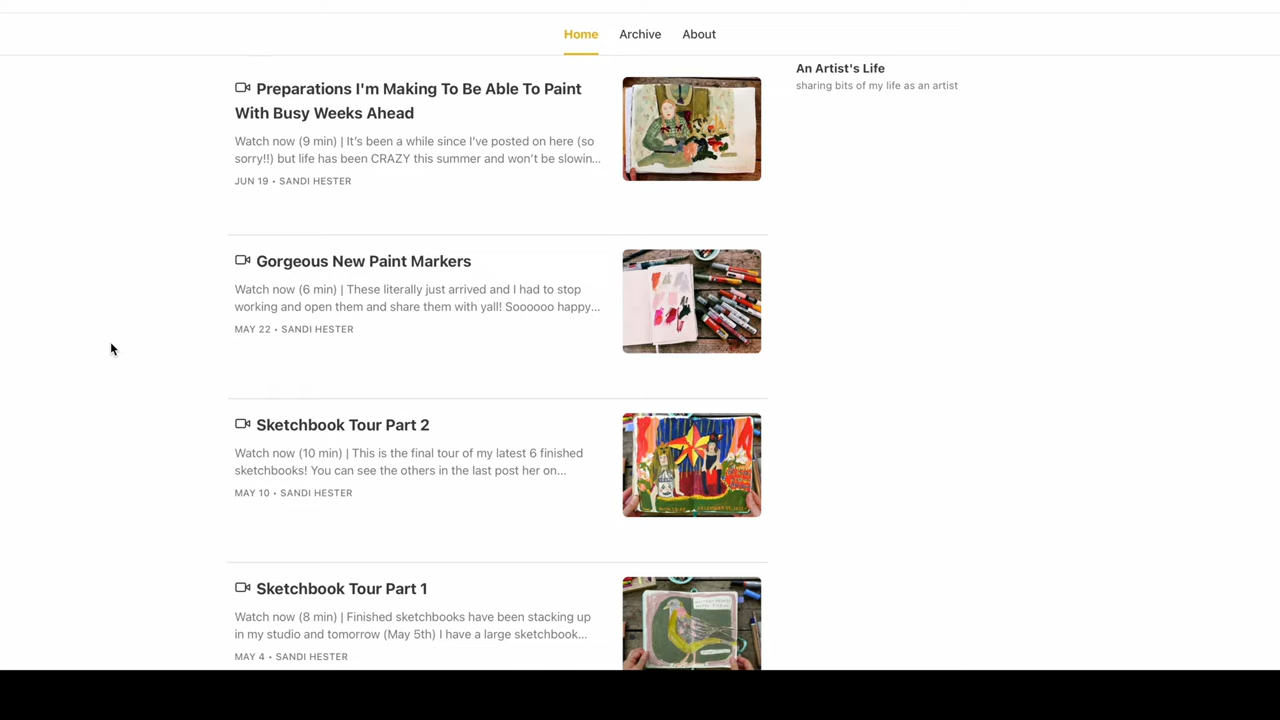 Home Archive About
An Artist's Life
sharing bits of my life as an artist
Preparations I'm Making To Be Able To Paint
With Busy Weeks Ahead
Watch now (9 min) | It’s been a while since I’ve posted on here (so
sorry!!) but life has been CRAZY this summer and won’t be slowin...
JUN 19 • SANDI HESTER
Gorgeous New Paint Markers
Watch now (6 min) | These literally just arrived and I had to stop
working and open them and share them with yall! Soooooo happy...
MAY 22 • SANDI HESTER
Sketchbook Tour Part 2
Watch now (10 min) | This is the final tour of my latest 6 finished
sketchbooks! You can see the others in the last post her on...
MAY 10 • SANDI HESTER
Sketchbook Tour Part 1
Watch now (8 min) | Finished sketchbooks have been stacking up
in my studio and tomorrow (May 5th) I have a large sketchbook...
MAY 4 • SANDI HESTER